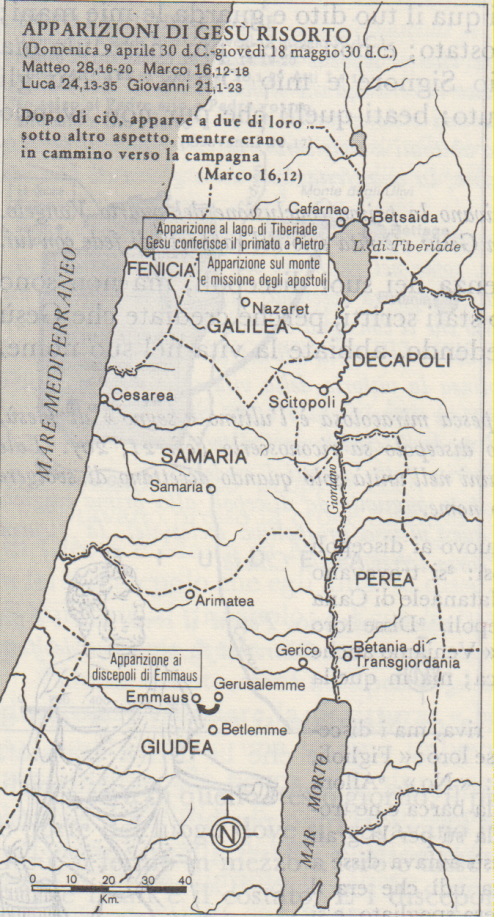 APPARIZIONI DI GESÙ RISORTO
(Domenica 9 aprile 30 d.C.-giovedì 18 maggio 30 d.C.)
Matteo 28,16-20 Marco 16,12-18
Luca 24,13-35 Giovanni 21,1-23
Dopo di ciò, apparve a due di loro
sotto altro aspetto, mentre erano
in cammino verso la campagna
(Marco 16,12)
Cafarnao
Betsaida
Apparizione al lago di Tiberiade
Gesu conferisce il primato a Pietro
L. di Tiberiade
FENICIA
Apparizione sul monte
e missione degli apostoli
Nazaret
GALILEA
MARE MEDITERRANEO
DECAPOLI
Cesarea
Scitopoli
SAMARIA
Samaria
Giordano
PEREA
Arimatea
Gerico
Betania di
Transgiordania
Apparizione ai
discepoli di Emmaus
Emmaus
Gerusalemme
Betlemme
GIUDEA
MAR MORTO
N
0 10 20 30 40
Km.